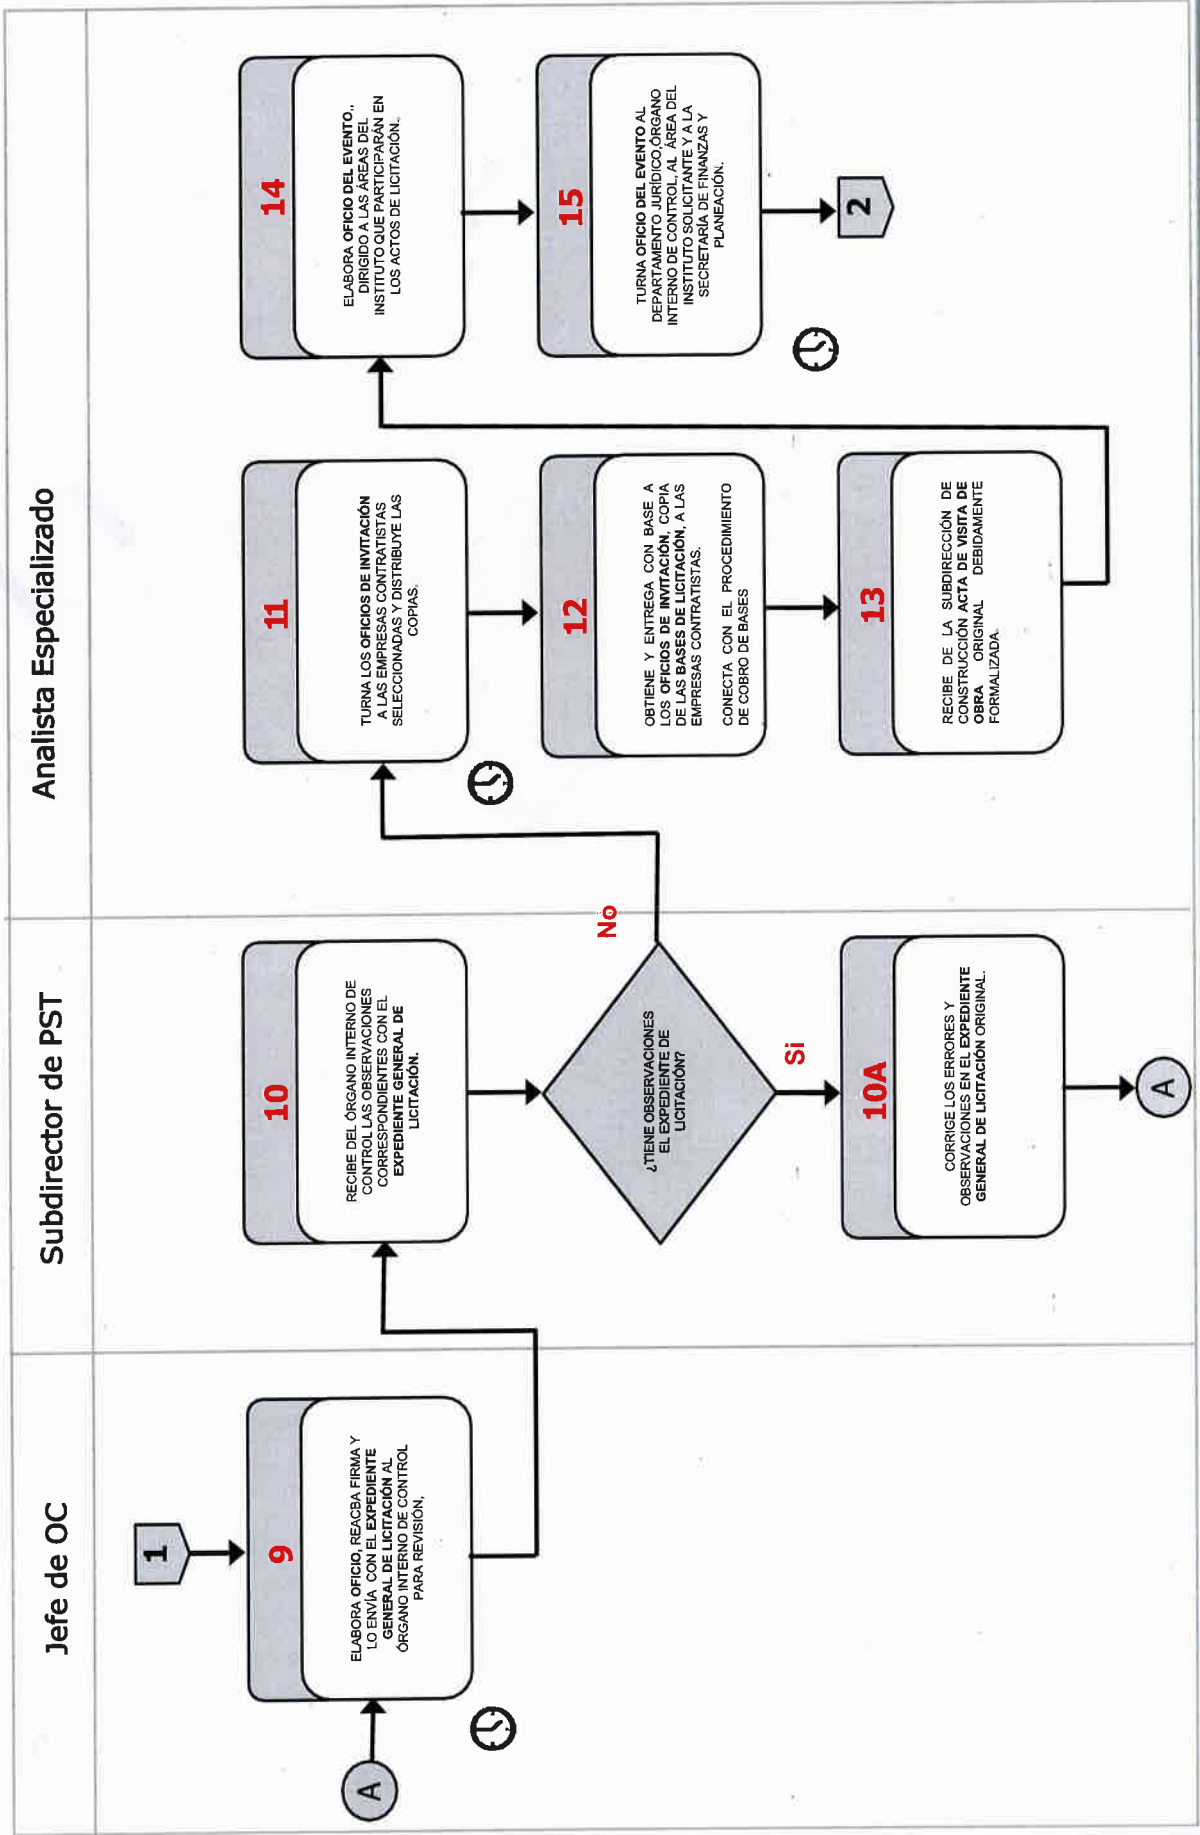 Jefe de OC
Subdirector de PST
Analista Especializado
1
A
9
ELABORA OFICIO, REACBA FIRMA Y
LO ENVÍA CON EL EXPEDIENTE
GENERAL DE LICITACIÓN AL
ÓRGANO INTERNO DE CONTROL
PARA REVISIÓN,
10
RECIBE DEL ÓRGANO INTERNO DE
CONTROL LAS OBSERVACIONES
CORRESPONDIENTES CON EL
EXPEDIENTE GENERAL DE
LICITACIÓN.
¿TIENE OBSERVACIONES
EL EXPEDIENTE DE
LICITACIÓN?
No
Si
10A
CORRIGE LOS ERRORES Y
OBSERVACIONES EN EL EXPEDIENTE
GENERAL DE LICITACIÓN ORIGINAL.
A
11
TURNA LOS OFICIOS DE INVITACIÓN
A LAS EMPRESAS CONTRATISTAS
SELECCIONADAS Y DISTRIBUYE LAS
COPIAS.
12
OBTIENE Y ENTREGA CON BASE A
LOS OFICIOS DE INVITACIÓN, COPIA
DE LAS BASES DE LICITACIÓN, A LAS
EMPRESAS CONTRATISTAS.
CONECTA CON EL PROCEDIMIENTO
DE COBRO DE BASES
13
RECIBE DE LA SUBDIRECCIÓN DE
CONSTRUCCIÓN ACTA DE VISITA DE
OBRA ORIGINAL DEBIDAMENTE
FORMALIZADA.
14
ELABORA OFICIO DEL EVENTO.,
DIRIGIDO A LAS ÁREAS DEL
INSTITUTO QUE PARTICIPARÁN EN
LOS ACTOS DE LICITACIÓN.
15
TURNA OFICIO DEL EVENTO AL
DEPARTAMENTO JURÍDICO,ÓRGANO
INTERNO DE CONTROL, AL ÁREA DEL
INSTITUTO SOLICITANTE Y A LA
SECRETARÍA DE FINANZAS Y
PLANEACIÓN.
2